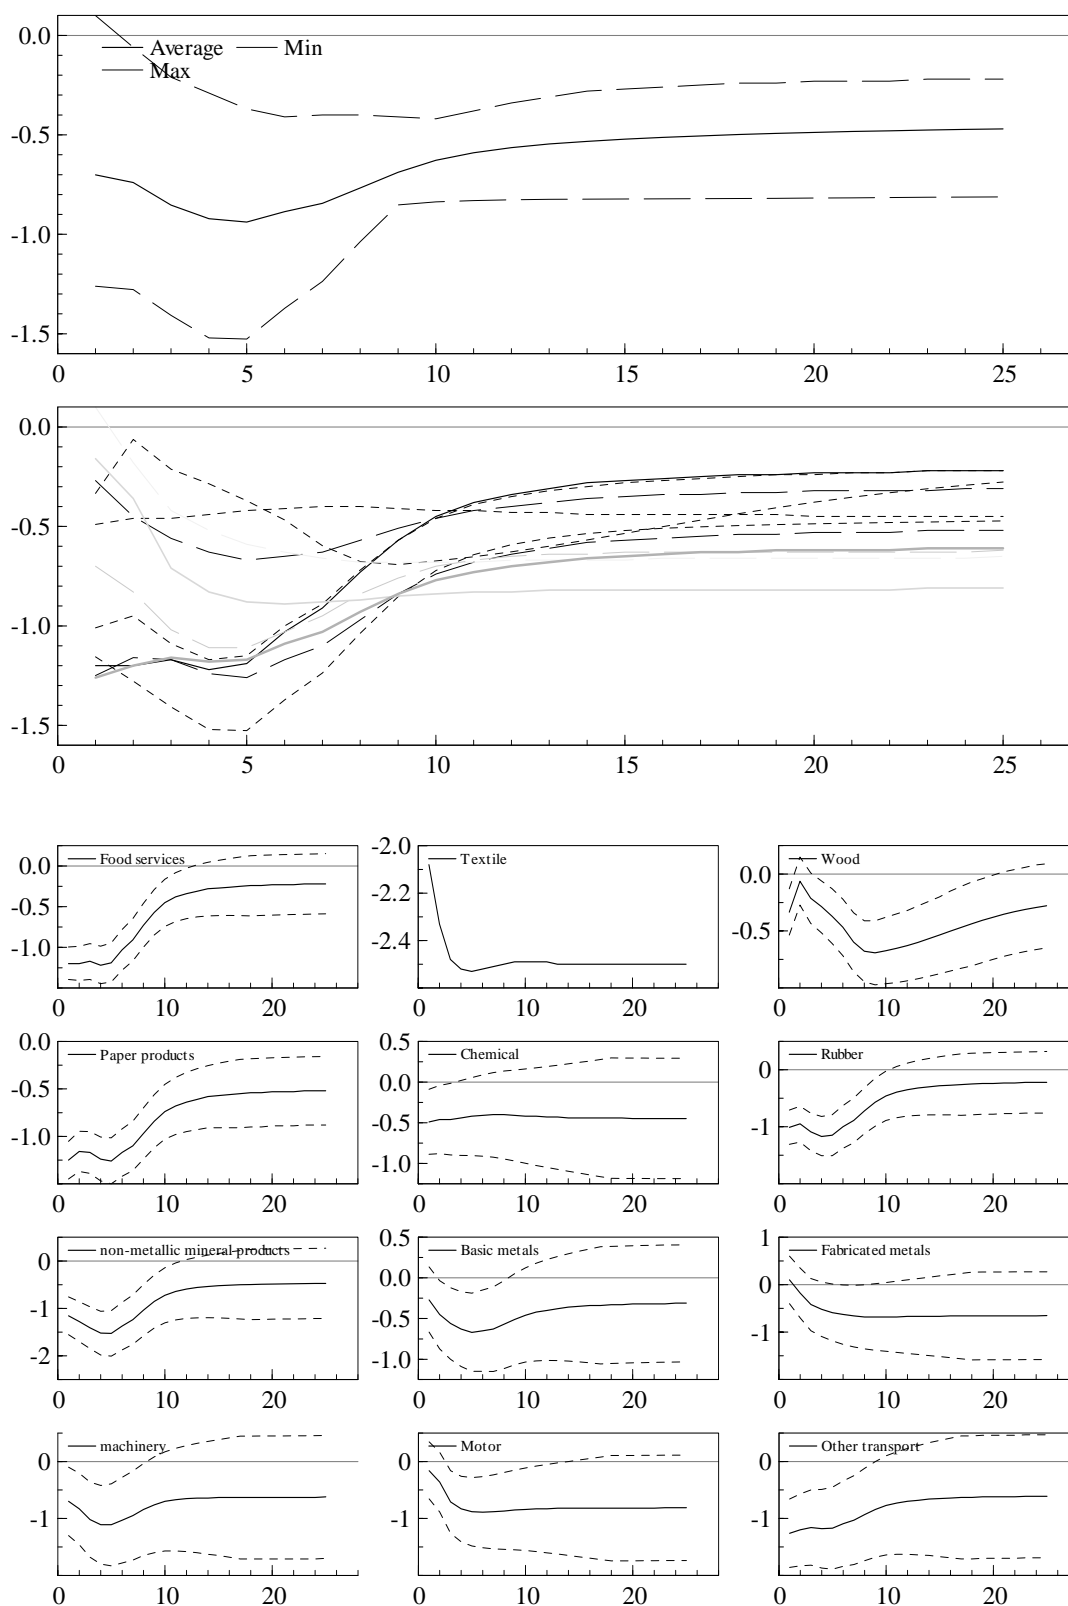 0.0
Average Min
Max
-0.5
-1.0
-1.5
0 5 10 15 20 25
0.0
-0.5
-1.0
-1.5
0 5 10 15 20 25
0.0 Food services
-0.5
-1.0
0 10 20
-2.0
Textile
-2.2
-2.4
0 10 20
0.0 Wood
-0.5
0 10 20
0.0
Paper products
-0.5
-1.0
0 10 20
0.5
Chemical
0.0
-0.5
-1.0
0 10 20
Rubber
0
-1
0 10 20
non-metallic mineral products
0
-1
-2
0 10 20
0.5
Basic metals
0.0
-0.5
-1.0
0 10 20
1
Fabricated metals
0
-1
0 10 20
machinery
0
-1
0 10 20
Motor
0
-1
0 10 20
Other transport
0
-1
0 10 20